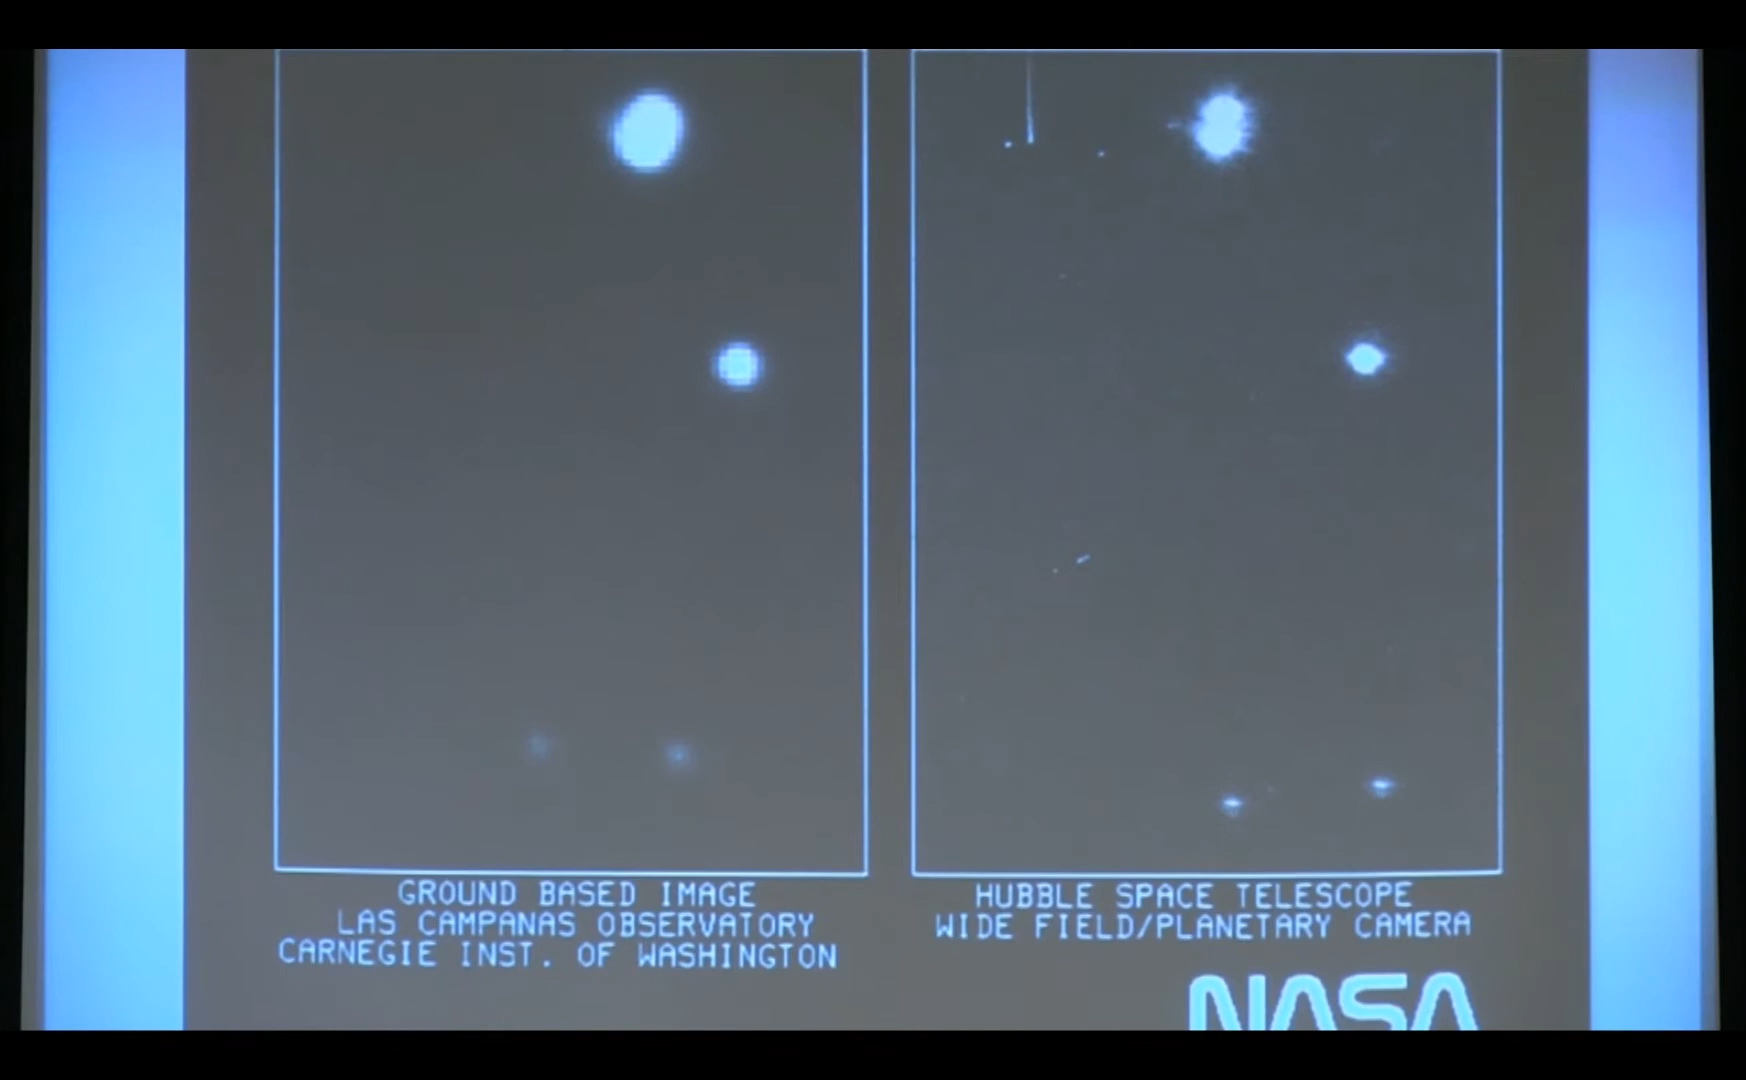 GROUND BASED IMAGE
LAS CAMPANAS OBSERVATORY
CARNEGIE INST. OF WASHINGTON
HUBBLE SPACE TELESCOPE
WIDE FIELD/PLANETARY CAMERA
NASA